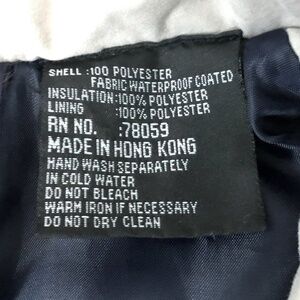 SHELL :100 POLYESTER
FABRIC WATERPROOF COATED
INSULATION:100% POLYESTER
LINING :100% POLYESTER
RN NO. :78059
MADE IN HONG KONG
HAND WASH SEPARATELY
IN COLD WATER
DO NOT BLEACH
WARM IRON IF NECESSARY
DO NOT DRY CLEAN